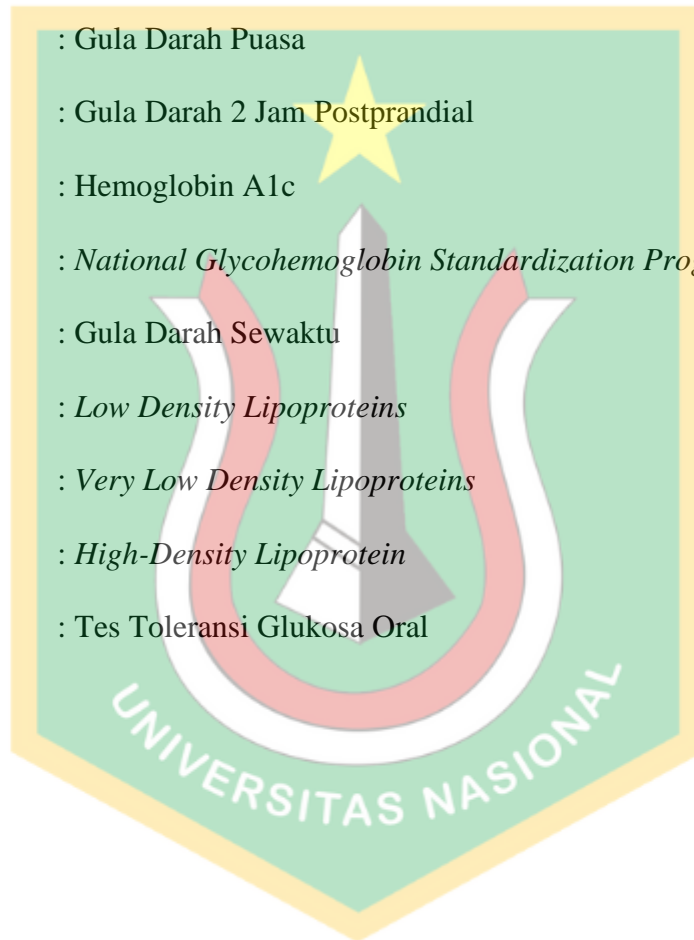 : Gula Darah Puasa
: Gula Darah 2 Jam Postprandial
: Hemoglobin A1c
: National Glycohemoglobin Standardization
: Gula Darah Sewaktu
: Low Density Lipoproteins
: Very Low Density Lipoproteins
: High-Density Lipoprotein
: Tes Toleransi Glukosa Oral
UNIVERSITAS NASIONAL